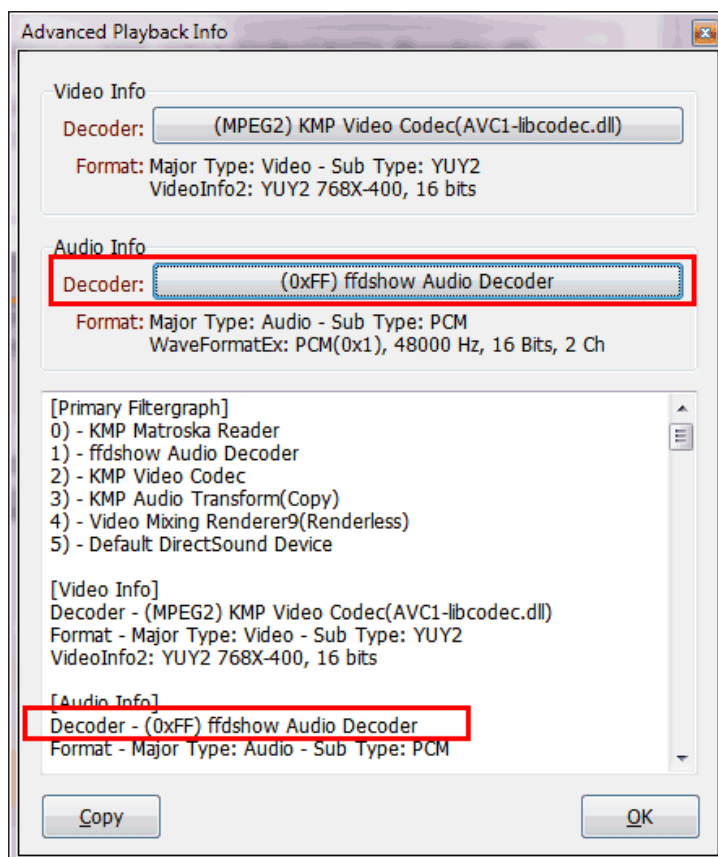 Advanced Playback Info
Video Info
Decoder: (MPEG2) KMP Video Codec(AVC1-libcodec.dll)
Format: Major Type: Video - Sub Type: YUY2
VideoInfo2: YUY2 768X-400, 16 bits
Audio Info
Decoder: (0xFF) ffdshow Audio Decoder
Format: Major Type: Audio - Sub Type: PCM
WaveFormatEx: PCM(0x1), 48000 Hz, 16 Bits, 2 Ch
[Primary Filtergraph]
0) - KMP Matroska Reader
1) - ffdshow Audio Decoder
2) - KMP Video Codec
3) - KMP Audio Transform(Copy)
4) - Video Mixing Renderer9(Renderless)
5) - Default DirectSound Device
[Video Info]
Decoder - (MPEG2) KMP Video Codec(AVC1-libcodec.dll)
Format - Major Type: Video - Sub Type: YUY2
VideoInfo2: YUY2 768X-400, 16 bits
[Audio Info]
Decoder - (0xFF) ffdshow Audio Decoder
Format - Major Type: Audio - Sub Type: PCM
Copy
OK